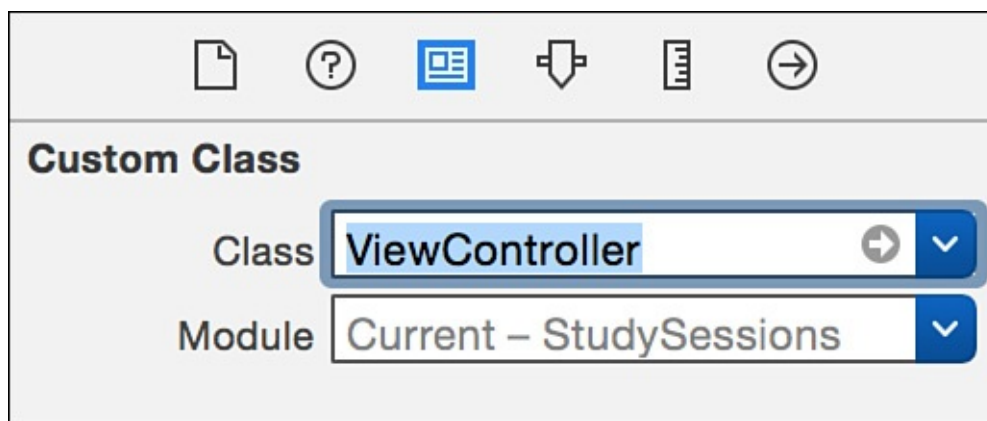 Custom Class
Class ViewController
Module Current – StudySessions